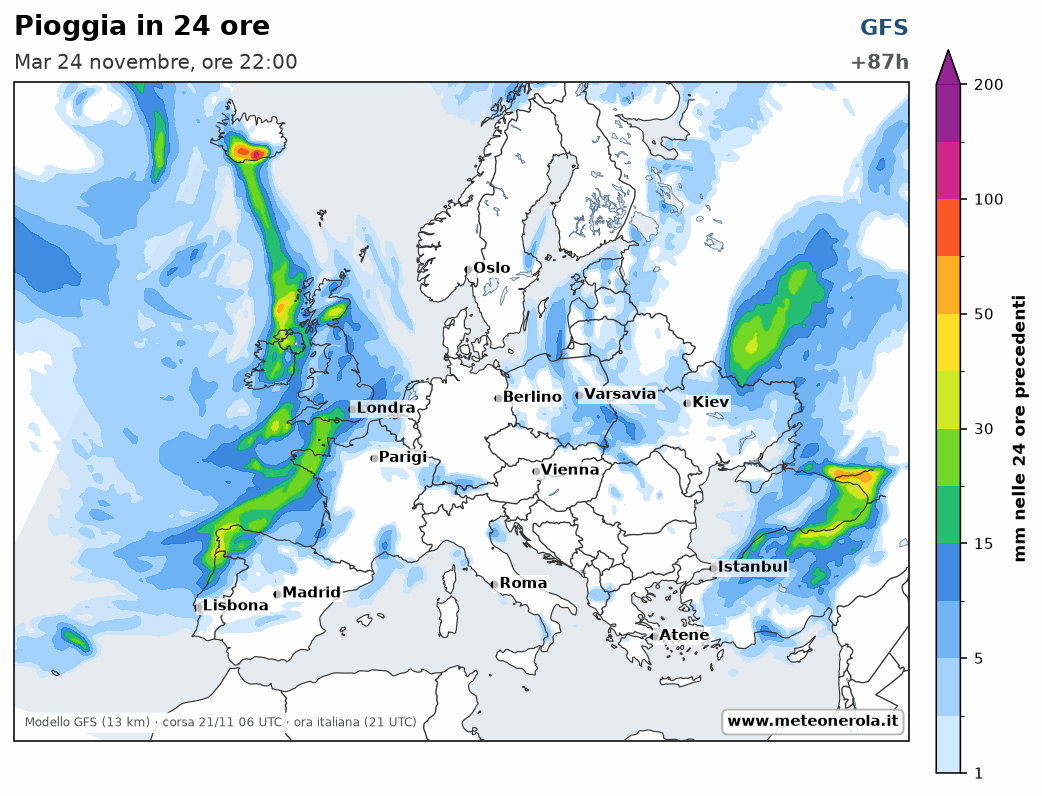 Pioggia in 24 ore
GFS
Mar 24 novembre, ore 22:00
+87h
200
100
50
30
15
5
1
mm nelle 24 ore precedenti
Oslo
Londra
Berlino
Varsavia
Kiev
Parigi
Vienna
Istanbul
Roma
Madrid
Lisbona
Atene
Modello GFS (13 km) · corsa 21/11 06 UTC · ora italiana (21 UTC)
www.meteonerola.it